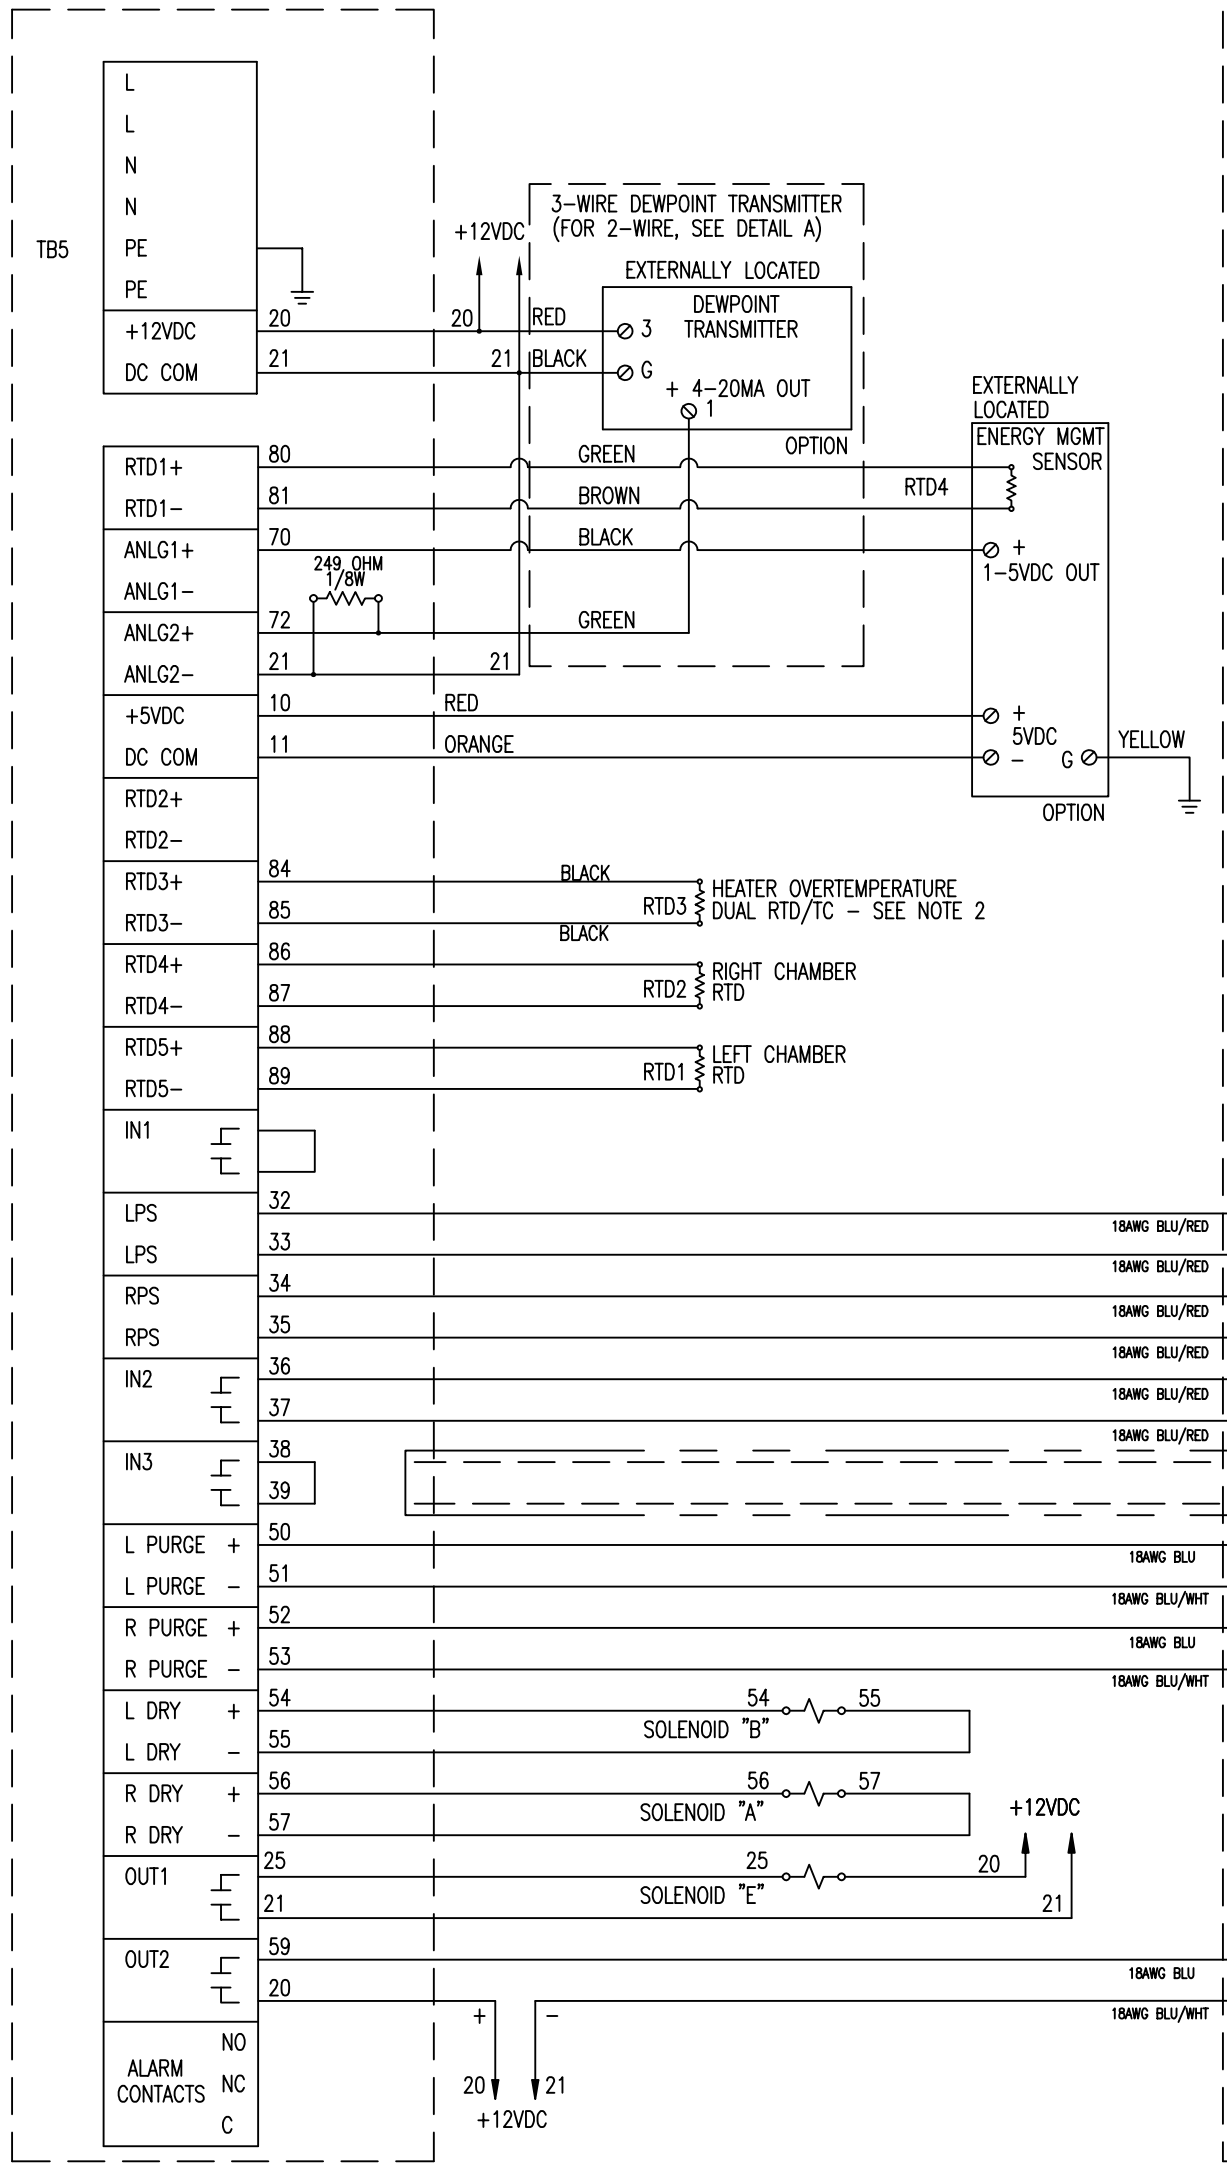 TB5
L
L
N
N
PE
PE
+12VDC 20 20 RED
DC COM 21 21 BLACK
+12VDC
3-WIRE DEWPOINT TRANSMITTER
(FOR 2-WIRE, SEE DETAIL A)
EXTERNALLY LOCATED
DEWPOINT
TRANSMITTER
3
G
+ 4-20MA OUT
1
OPTION
EXTERNALLY
LOCATED
ENERGY MGMT
SENSOR
RTD1+ 80 GREEN
RTD4
RTD1- 81 BROWN
ANLG1+ 70 BLACK
+
1-5VDC OUT
249 OHM
1/8W
ANLG1-
ANLG2+ 72 GREEN
ANLG2- 21 21
+5VDC 10 RED
+
5VDC
DC COM 11 ORANGE
- G YELLOW
OPTION
RTD2+
RTD2-
RTD3+ 84 BLACK
RTD3 HEATER OVERTEMPERATURE
DUAL RTD/TC - SEE NOTE 2
RTD3- 85 BLACK
RTD4+ 86
RTD2 RIGHT CHAMBER
RTD
RTD4- 87
RTD5+ 88
RTD1 LEFT CHAMBER
RTD
RTD5- 89
IN1
LPS 32
18AWG BLU/RED
LPS 33
18AWG BLU/RED
RPS 34
18AWG BLU/RED
RPS 35
18AWG BLU/RED
IN2 36
18AWG BLU/RED
37
18AWG BLU/RED
IN3 38
39
L PURGE + 50
18AWG BLU
L PURGE - 51
18AWG BLU/WHT
R PURGE + 52
18AWG BLU
R PURGE - 53
18AWG BLU/WHT
L DRY + 54 54 55
SOLENOID "B"
L DRY - 55
R DRY + 56 56 57
SOLENOID "A"
+12VDC
R DRY - 57
OUT1 25 25 20
SOLENOID "E"
21 21
OUT2 59
18AWG BLU
20
+ -
18AWG BLU/WHT
ALARM
CONTACTS
NO
NC
C
20 21
+12VDC